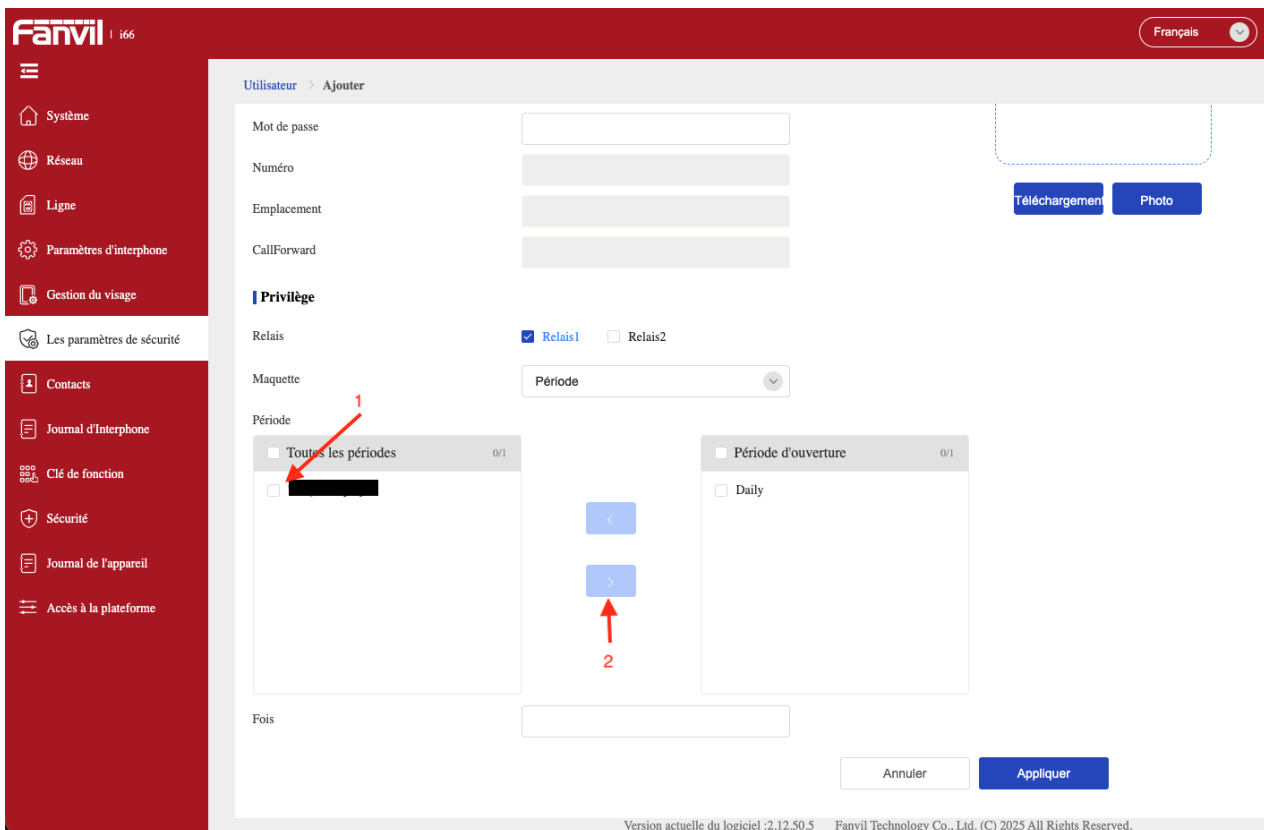 Fanvil i66
Français
Utilisateur > Ajouter
Système
Réseau
Ligne
Paramètres d'interphone
Gestion du visage
Les paramètres de sécurité
Contacts
Journal d'Interphone
Clé de fonction
Sécurité
Journal de l'appareil
Accès à la plateforme
Mot de passe
Numéro
Emplacement
CallForward
Téléchargement
Photo
Privilège
Relais
Relais1
Relais2
Maquette
Période
1
Période
Toutes les périodes 0/1
Période d'ouverture 0/1
Daily
<
>
2
Fois
Annuler
Appliquer
Version actuelle du logiciel :2.12.50.5 Fanvil Technology Co., Ltd. (C) 2025 All Rights Reserved.